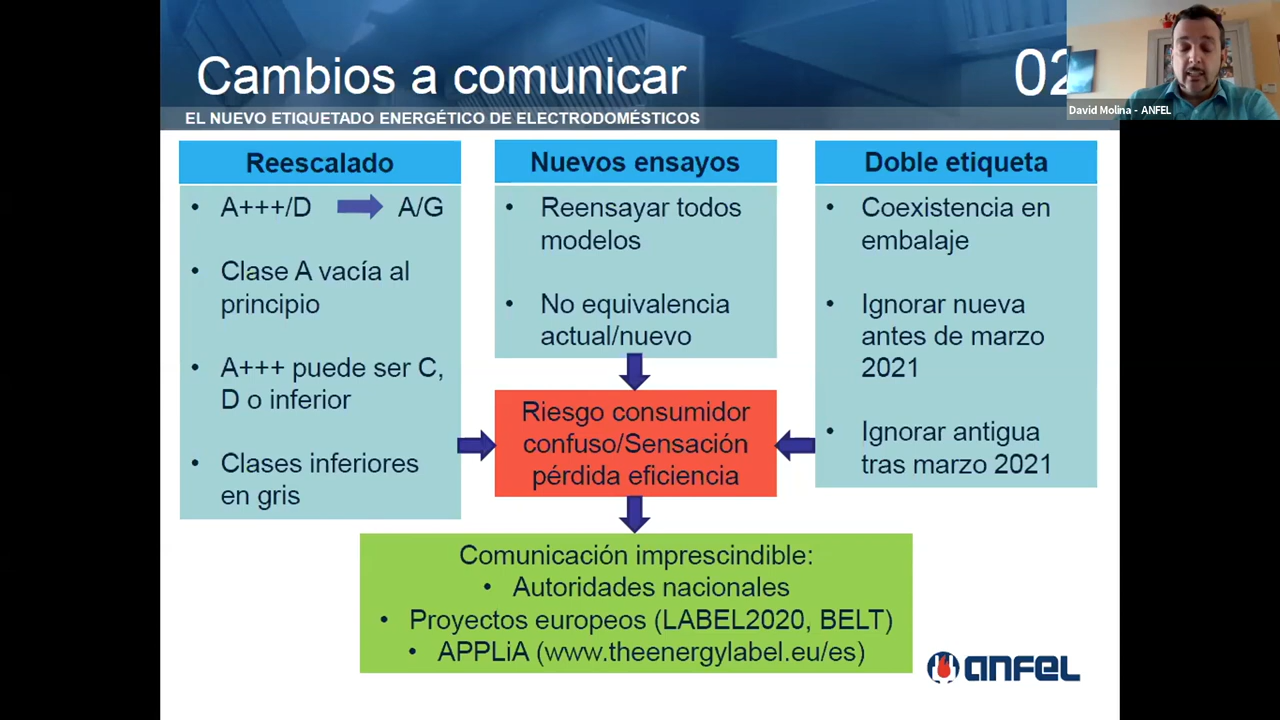 Cambios a comunicar
02
David Molina - ANFEL
EL NUEVO ETIQUETADO ENERGÉTICO DE ELECTRODOMÉSTICOS
Reescalado
• A+++/D A/G
• Clase A vacía al
principio
• A+++ puede ser C,
D o inferior
• Clases inferiores
en gris
Nuevos ensayos
• Reensayar todos
modelos
• No equivalencia
actual/nuevo
Doble etiqueta
• Coexistencia en
embalaje
• Ignorar nueva
antes de marzo
2021
• Ignorar antigua
tras marzo 2021
Riesgo consumidor
confuso/Sensación
pérdida eficiencia
Comunicación imprescindible:
• Autoridades nacionales
• Proyectos europeos (LABEL2020, BELT)
• APPLiA (www.theenergylabel.eu/es)
anfel